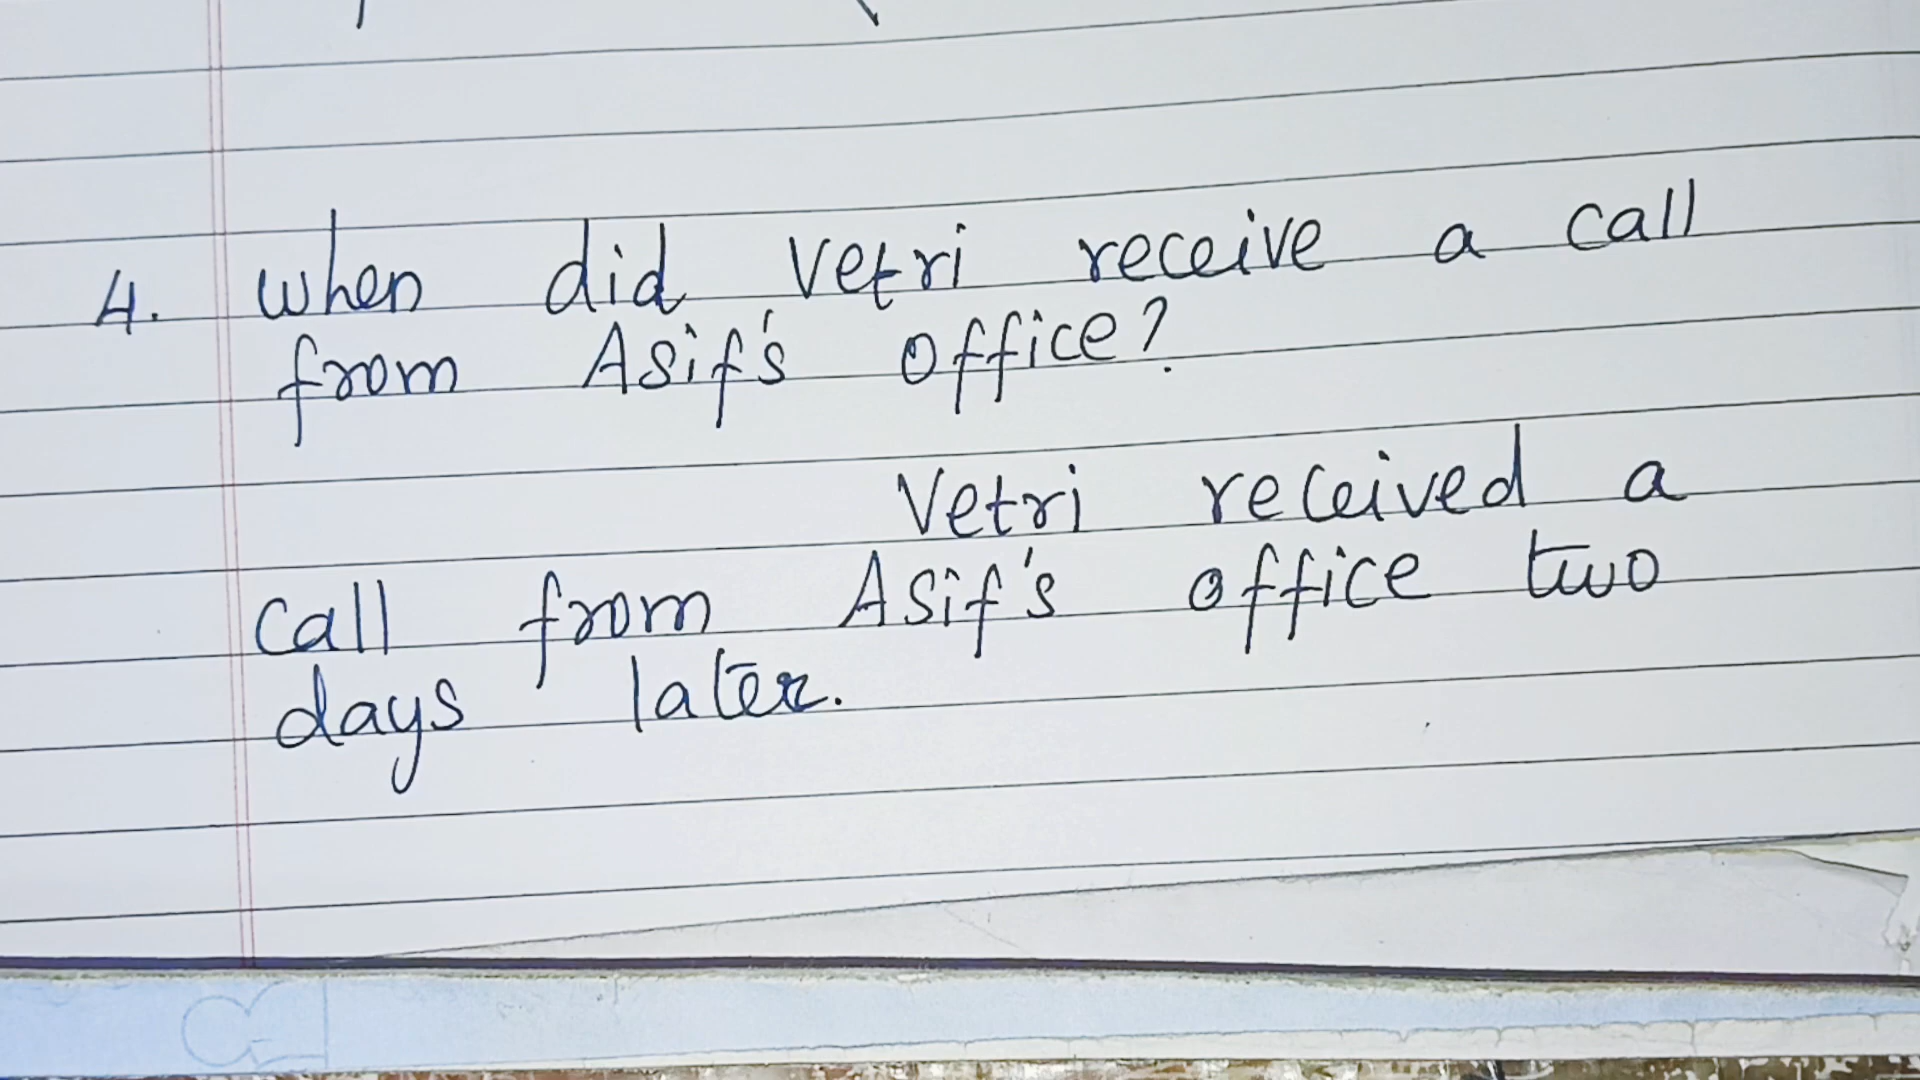 4. When did Vetri receive a call
from Asif's office?
Vetri received a
call from Asif's office two
days later.